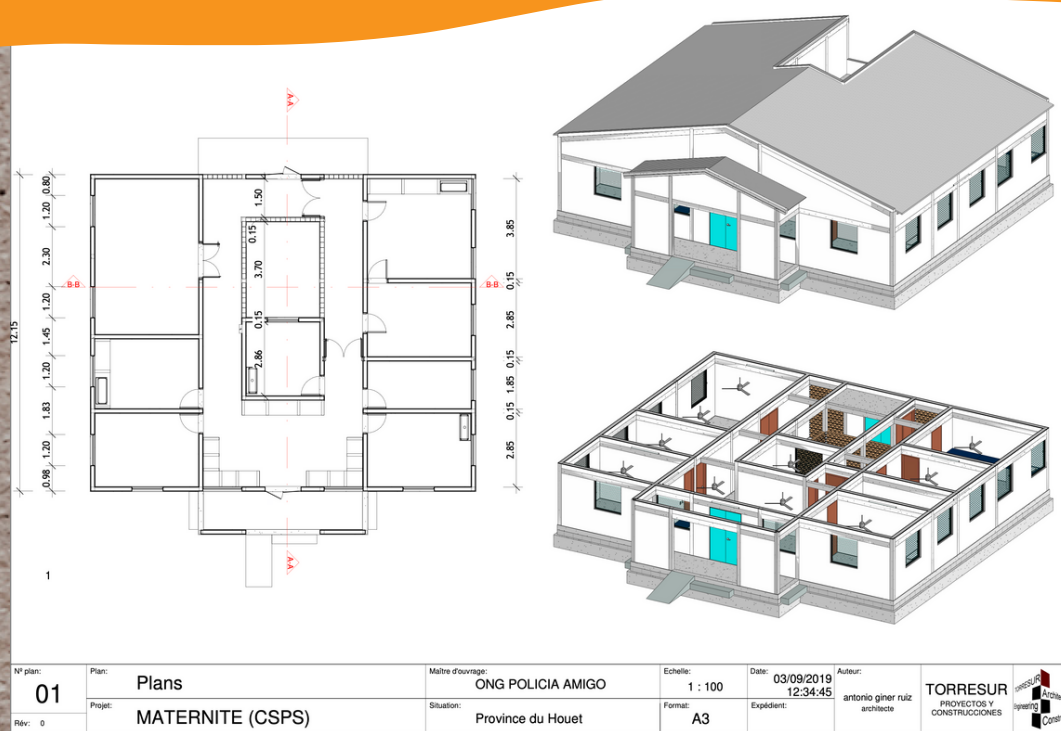 A-A
0.80
1.20
2.30
1.20
1.45
1.20
1.83
1.20
0.98
12.15
1.50
0.15
3.70
0.15
2.86
3.85
0.15
2.85
0.15
1.85
0.15
2.85
B-B
B-B
A-A
1
Nº plan:
01
Rév: 0
Plan:
Plans
Projet:
MATERNITE (CSPS)
Maître d'ouvrage:
ONG POLICIA AMIGO
Situation:
Province du Houet
Echelle:
1 : 100
Format:
A3
Date:
03/09/2019
12:34:45
Expédient:
Auteur:
antonio giner ruiz
architecte
TORRESUR
PROYECTOS Y
CONSTRUCCIONES
TORRESUR
Archite
Engineering
Constr